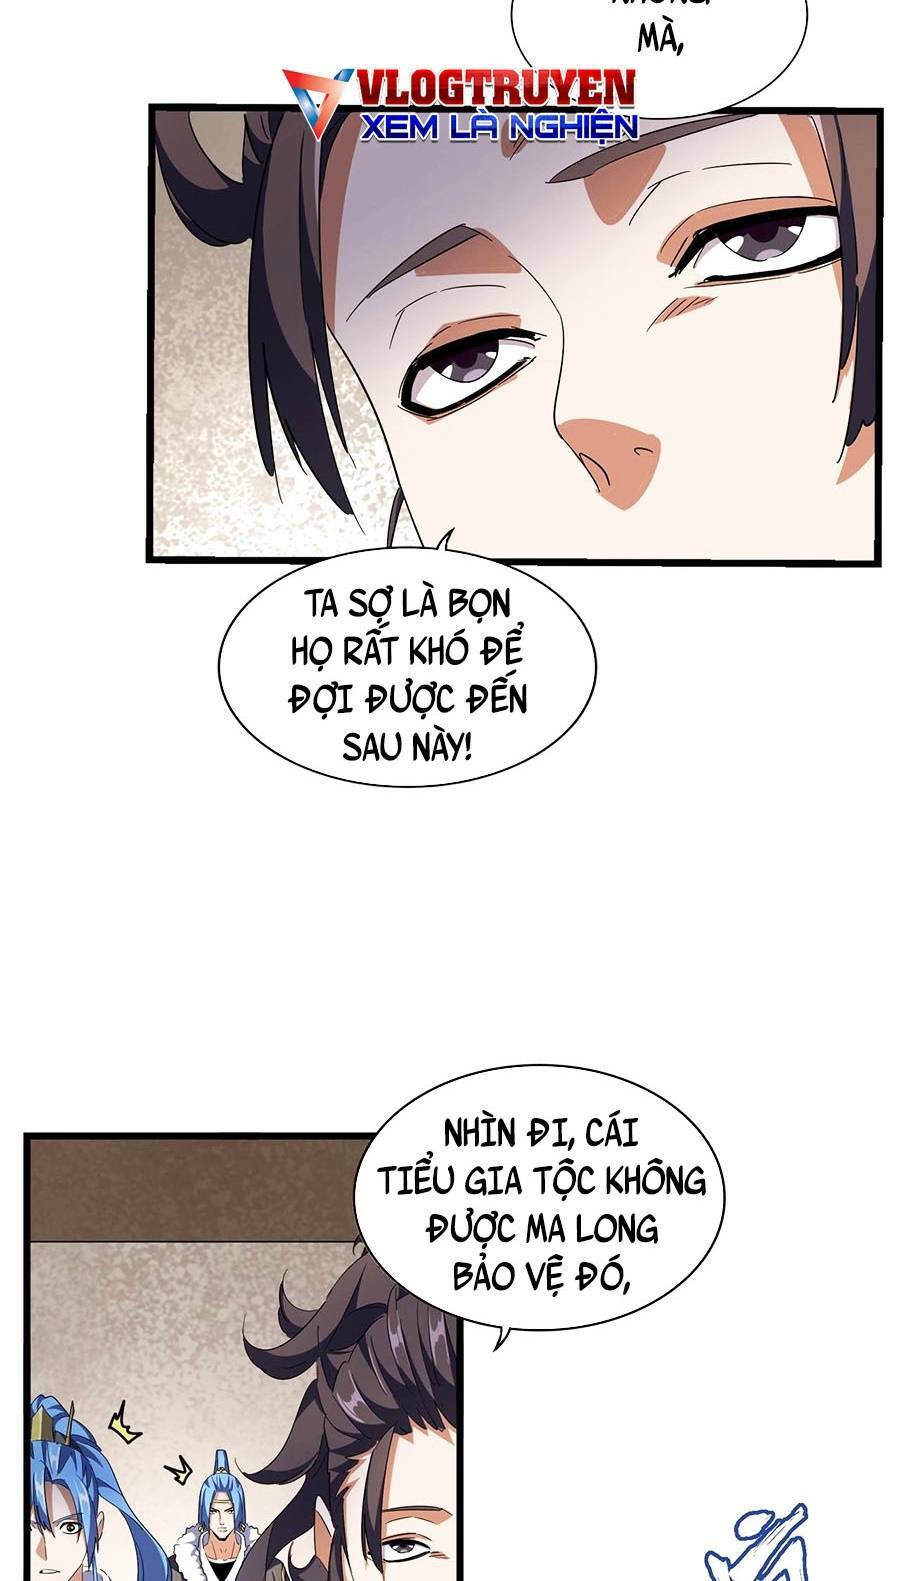 MÀ,
VLOGTRUYEN
XEM LÀ NGHIỆN
TA SỢ LÀ BỌN
HỌ RẤT KHÓ ĐỂ
ĐỢI ĐƯỢC ĐẾN
SAU NÀY!
NHÌN ĐI, CÁI
TIỂU GIA TỘC KHÔNG
ĐƯỢC MA LONG
BẢO VỆ ĐÓ,